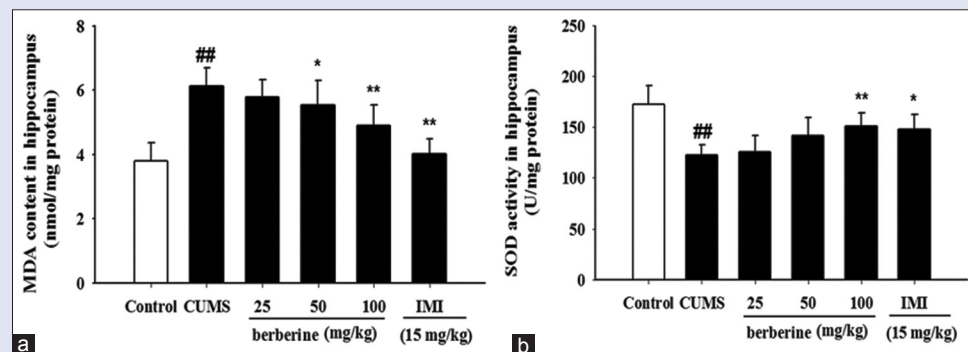 MDA content in hippocampus
(nmol/mg protein)
8
6
4
2
0
##
*
**
**
Control CUMS 25 50 100 IMI
berberine (mg/kg) (15 mg/kg)
a
SOD activity in hippocampus
(U/mg protein)
250
200
150
100
50
0
##
**
*
Control CUMS 25 50 100 IMI
berberine (mg/kg) (15 mg/kg)
b